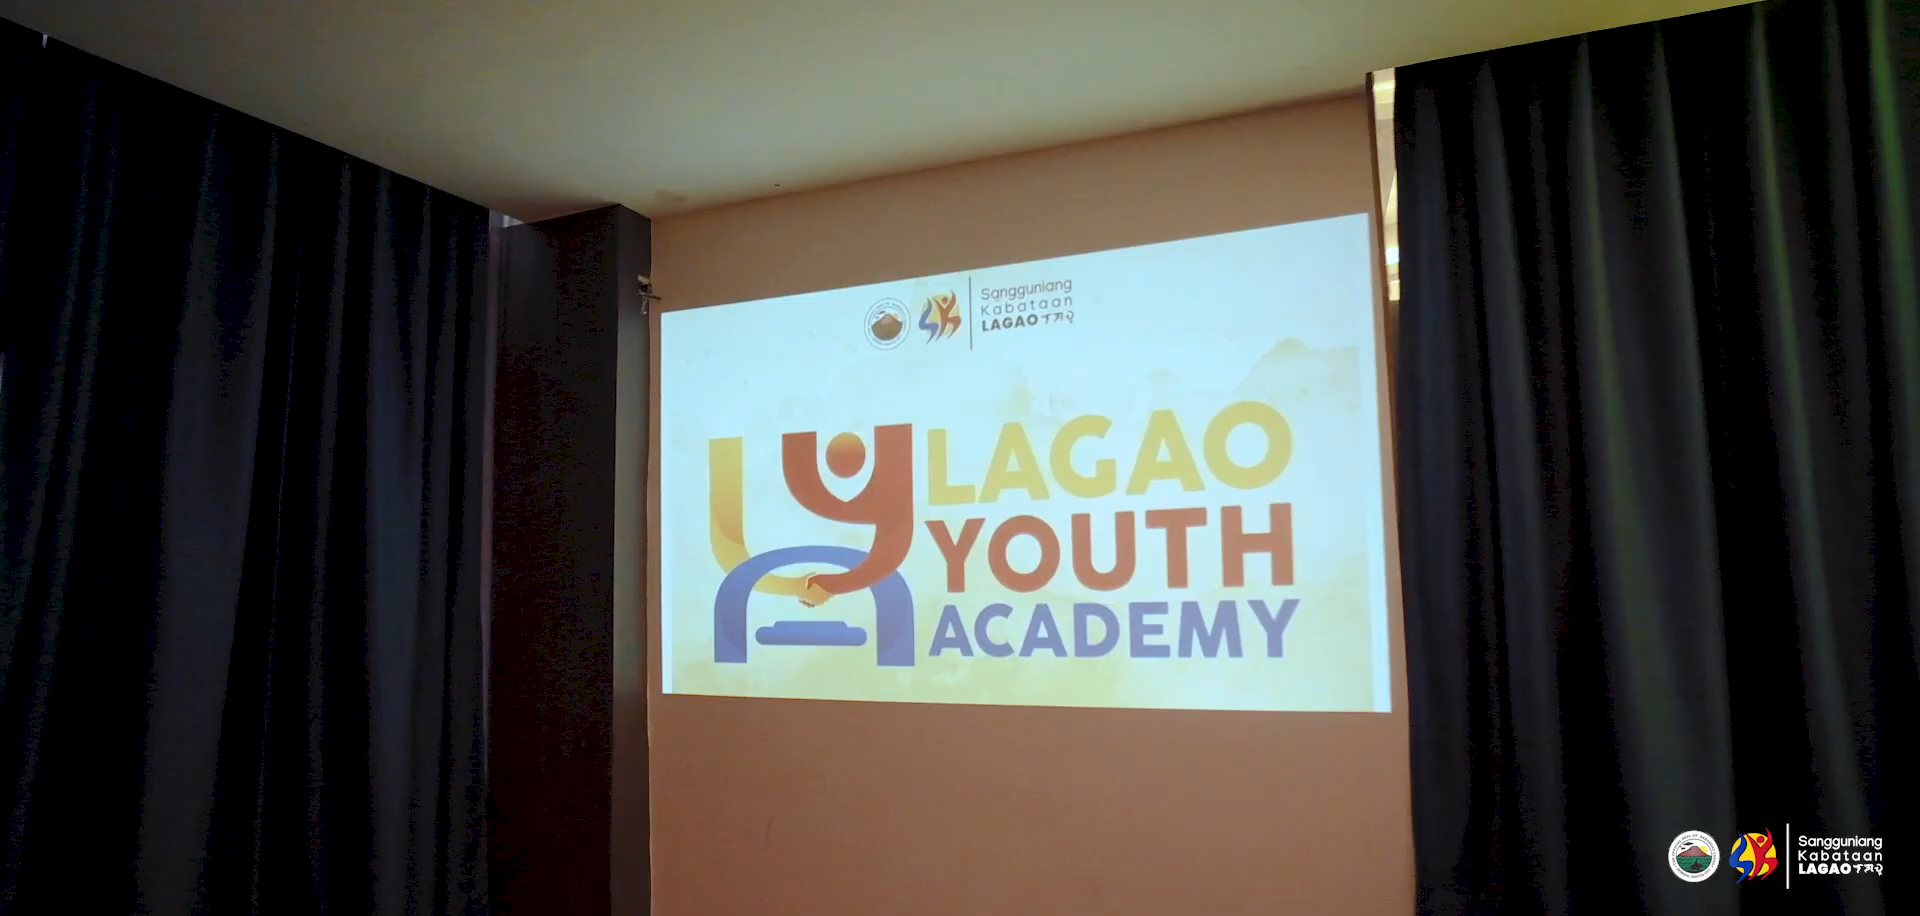 Sangguniang
Kabataan
LAGAO
LAGAO
YOUTH
ACADEMY
Sangguniang
Kabataan
LAGAO